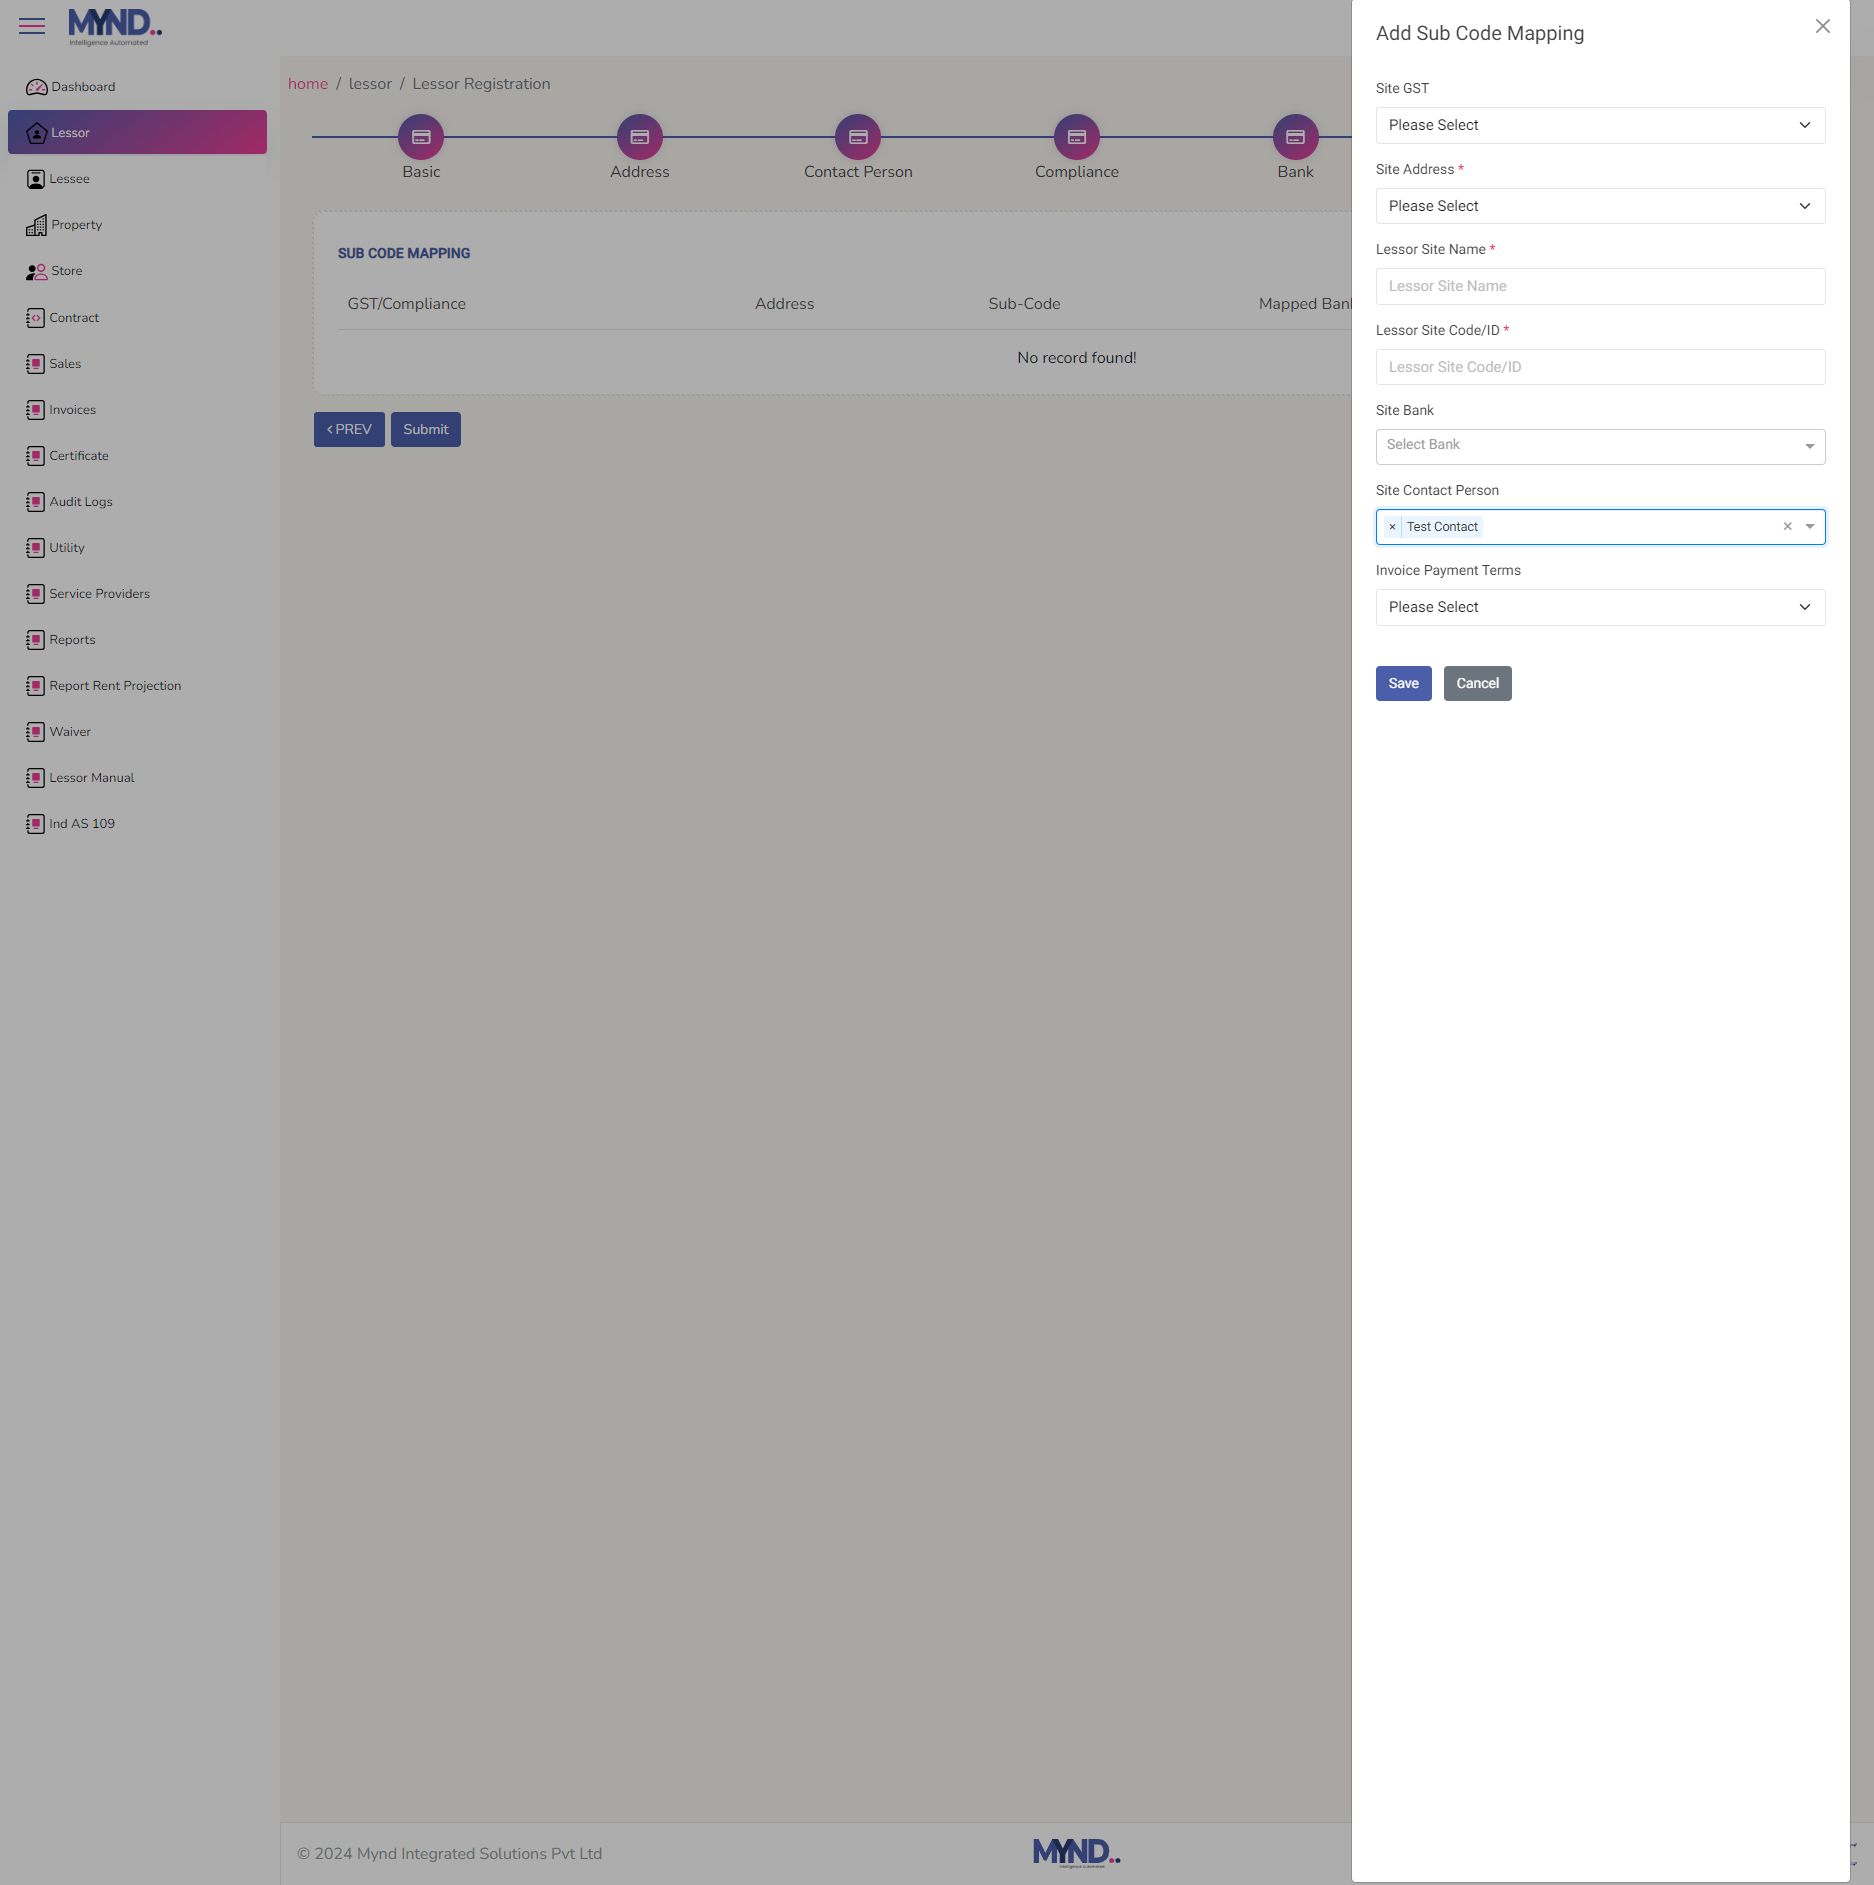 MYND..
Intelligence Automated
Dashboard
Lessor
Lessee
Property
Store
Contract
Sales
Invoices
Certificate
Audit Logs
Utility
Service Providers
Reports
Report Rent Projection
Waiver
Lessor Manual
Ind AS 109
home / lessor / Lessor Registration
Basic
Address
Contact Person
Compliance
Bank
SUB CODE MAPPING
GST/Compliance Address Sub-Code Mapped Bank
No record found!
PREV
Submit
Add Sub Code Mapping
Site GST
Please Select
Site Address *
Please Select
Lessor Site Name *
Lessor Site Name
Lessor Site Code/ID *
Lessor Site Code/ID
Site Bank
Select Bank
Site Contact Person
× Test Contact ×
Invoice Payment Terms
Please Select
Save
Cancel
© 2024 Mynd Integrated Solutions Pvt Ltd
MYND..
Intelligence Automated